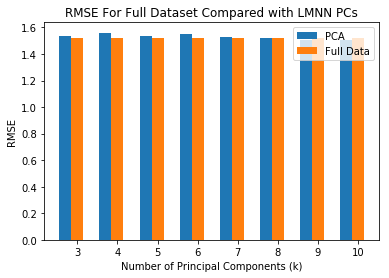 RMSE For Full Dataset Compared with LMNN PCs
1.6
1.4
1.2
1.0
0.8
0.6
0.4
0.2
0.0
RMSE
PCA
Full Data
3 4 5 6 7 8 9 10
Number of Principal Components (k)